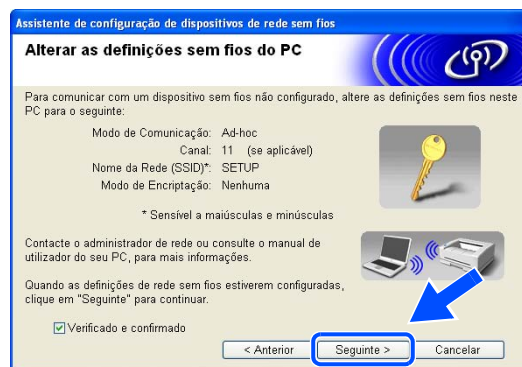 Assistente de configuração de dispositivos de rede sem fios
Alterar as definições sem fios do PC
Para comunicar com um dispositivo sem fios não configurado, altere as definições sem fios neste
PC para o seguinte:
Modo de Comunicação: Ad-hoc
Canal: 11 (se aplicável)
Nome da Rede (SSID)*: SETUP
Modo de Encriptação: Nenhuma
* Sensível a maiúsculas e minúsculas
Contacte o administrador de rede ou consulte o manual de
utilizador do seu PC, para mais informações.
Quando as definições de rede sem fios estiverem configuradas,
clique em "Seguinte" para continuar.
Verificado e confirmado
< Anterior Seguinte > Cancelar